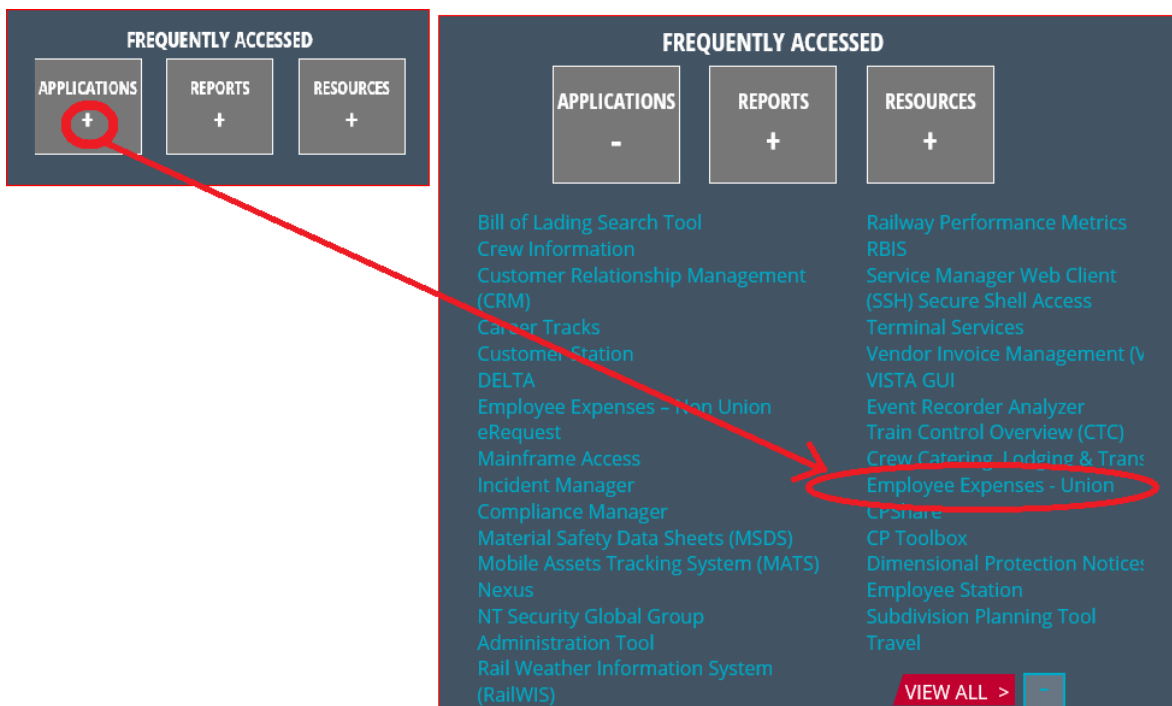 FREQUENTLY ACCESSED
APPLICATIONS
+
REPORTS
+
RESOURCES
+
FREQUENTLY ACCESSED
APPLICATIONS
-
REPORTS
+
RESOURCES
+
Bill of Lading Search Tool
Crew Information
Customer Relationship Management
(CRM)
Career Tracks
Customer Station
DELTA
Employee Expenses – Non Union
eRequest
Mainframe Access
Incident Manager
Compliance Manager
Material Safety Data Sheets (MSDS)
Mobile Assets Tracking System (MATS)
Nexus
NT Security Global Group
Administration Tool
Rail Weather Information System
(RailWIS)
Railway Performance Metrics
RBIS
Service Manager Web Client
(SSH) Secure Shell Access
Terminal Services
Vendor Invoice Management (V
VISTA GUI
Event Recorder Analyzer
Train Control Overview (CTC)
Crew Catering, Lodging & Trans
Employee Expenses - Union
CPShare
CP Toolbox
Dimensional Protection Notices
Employee Station
Subdivision Planning Tool
Travel
VIEW ALL >
-